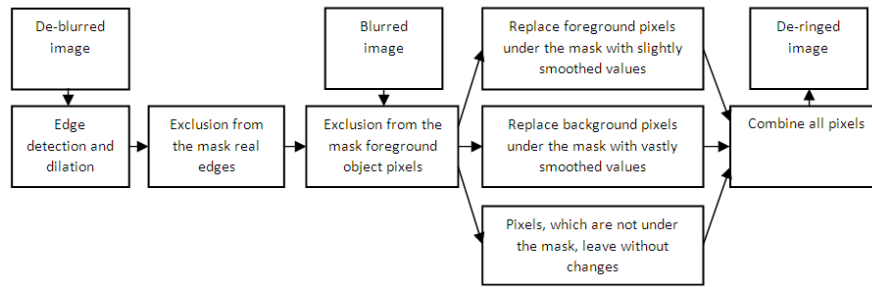 De-blurred
image
Blurred
image
Replace foreground pixels
under the mask with slightly
smoothed values
De-ringed
image
Edge
detection and
dilation
Exclusion from
the mask real
edges
Exclusion from the
mask foreground
object pixels
Replace background pixels
under the mask with vastly
smoothed values
Combine all pixels
Pixels, which are not under
the mask, leave without
changes